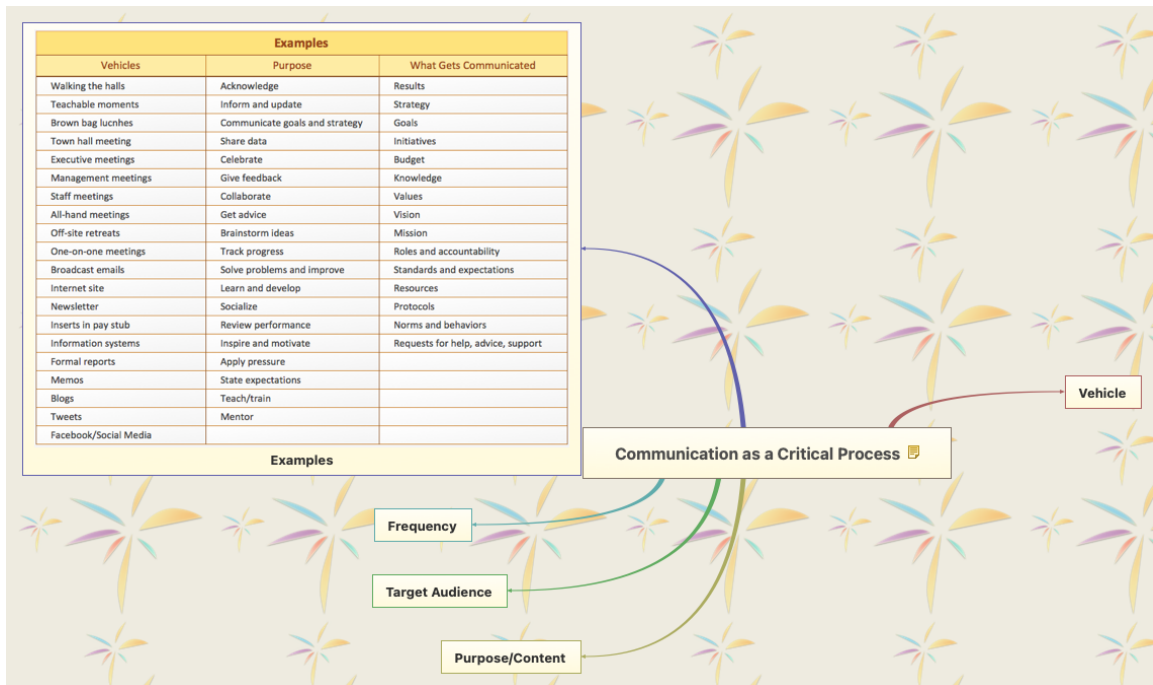 Examples
Vehicles Purpose What Gets Communicated
Walking the halls Acknowledge Results
Teachable moments Inform and update Strategy
Brown bag lucnhes Communicate goals and strategy Goals
Town hall meeting Share data Initiatives
Executive meetings Celebrate Budget
Management meetings Give feedback Knowledge
Staff meetings Collaborate Values
All-hand meetings Get advice Vision
Off-site retreats Brainstorm ideas Mission
One-on-one meetings Track progress Roles and accountability
Broadcast emails Solve problems and improve Standards and expectations
Internet site Learn and develop Resources
Newsletter Socialize Protocols
Inserts in pay stub Review performance Norms and behaviors
Information systems Inspire and motivate Requests for help, advice, support
Formal reports Apply pressure
Memos State expectations
Blogs Teach/train
Tweets Mentor
Facebook/Social Media
Examples
Vehicle
Communication as a Critical Process
Frequency
Target Audience
Purpose/Content